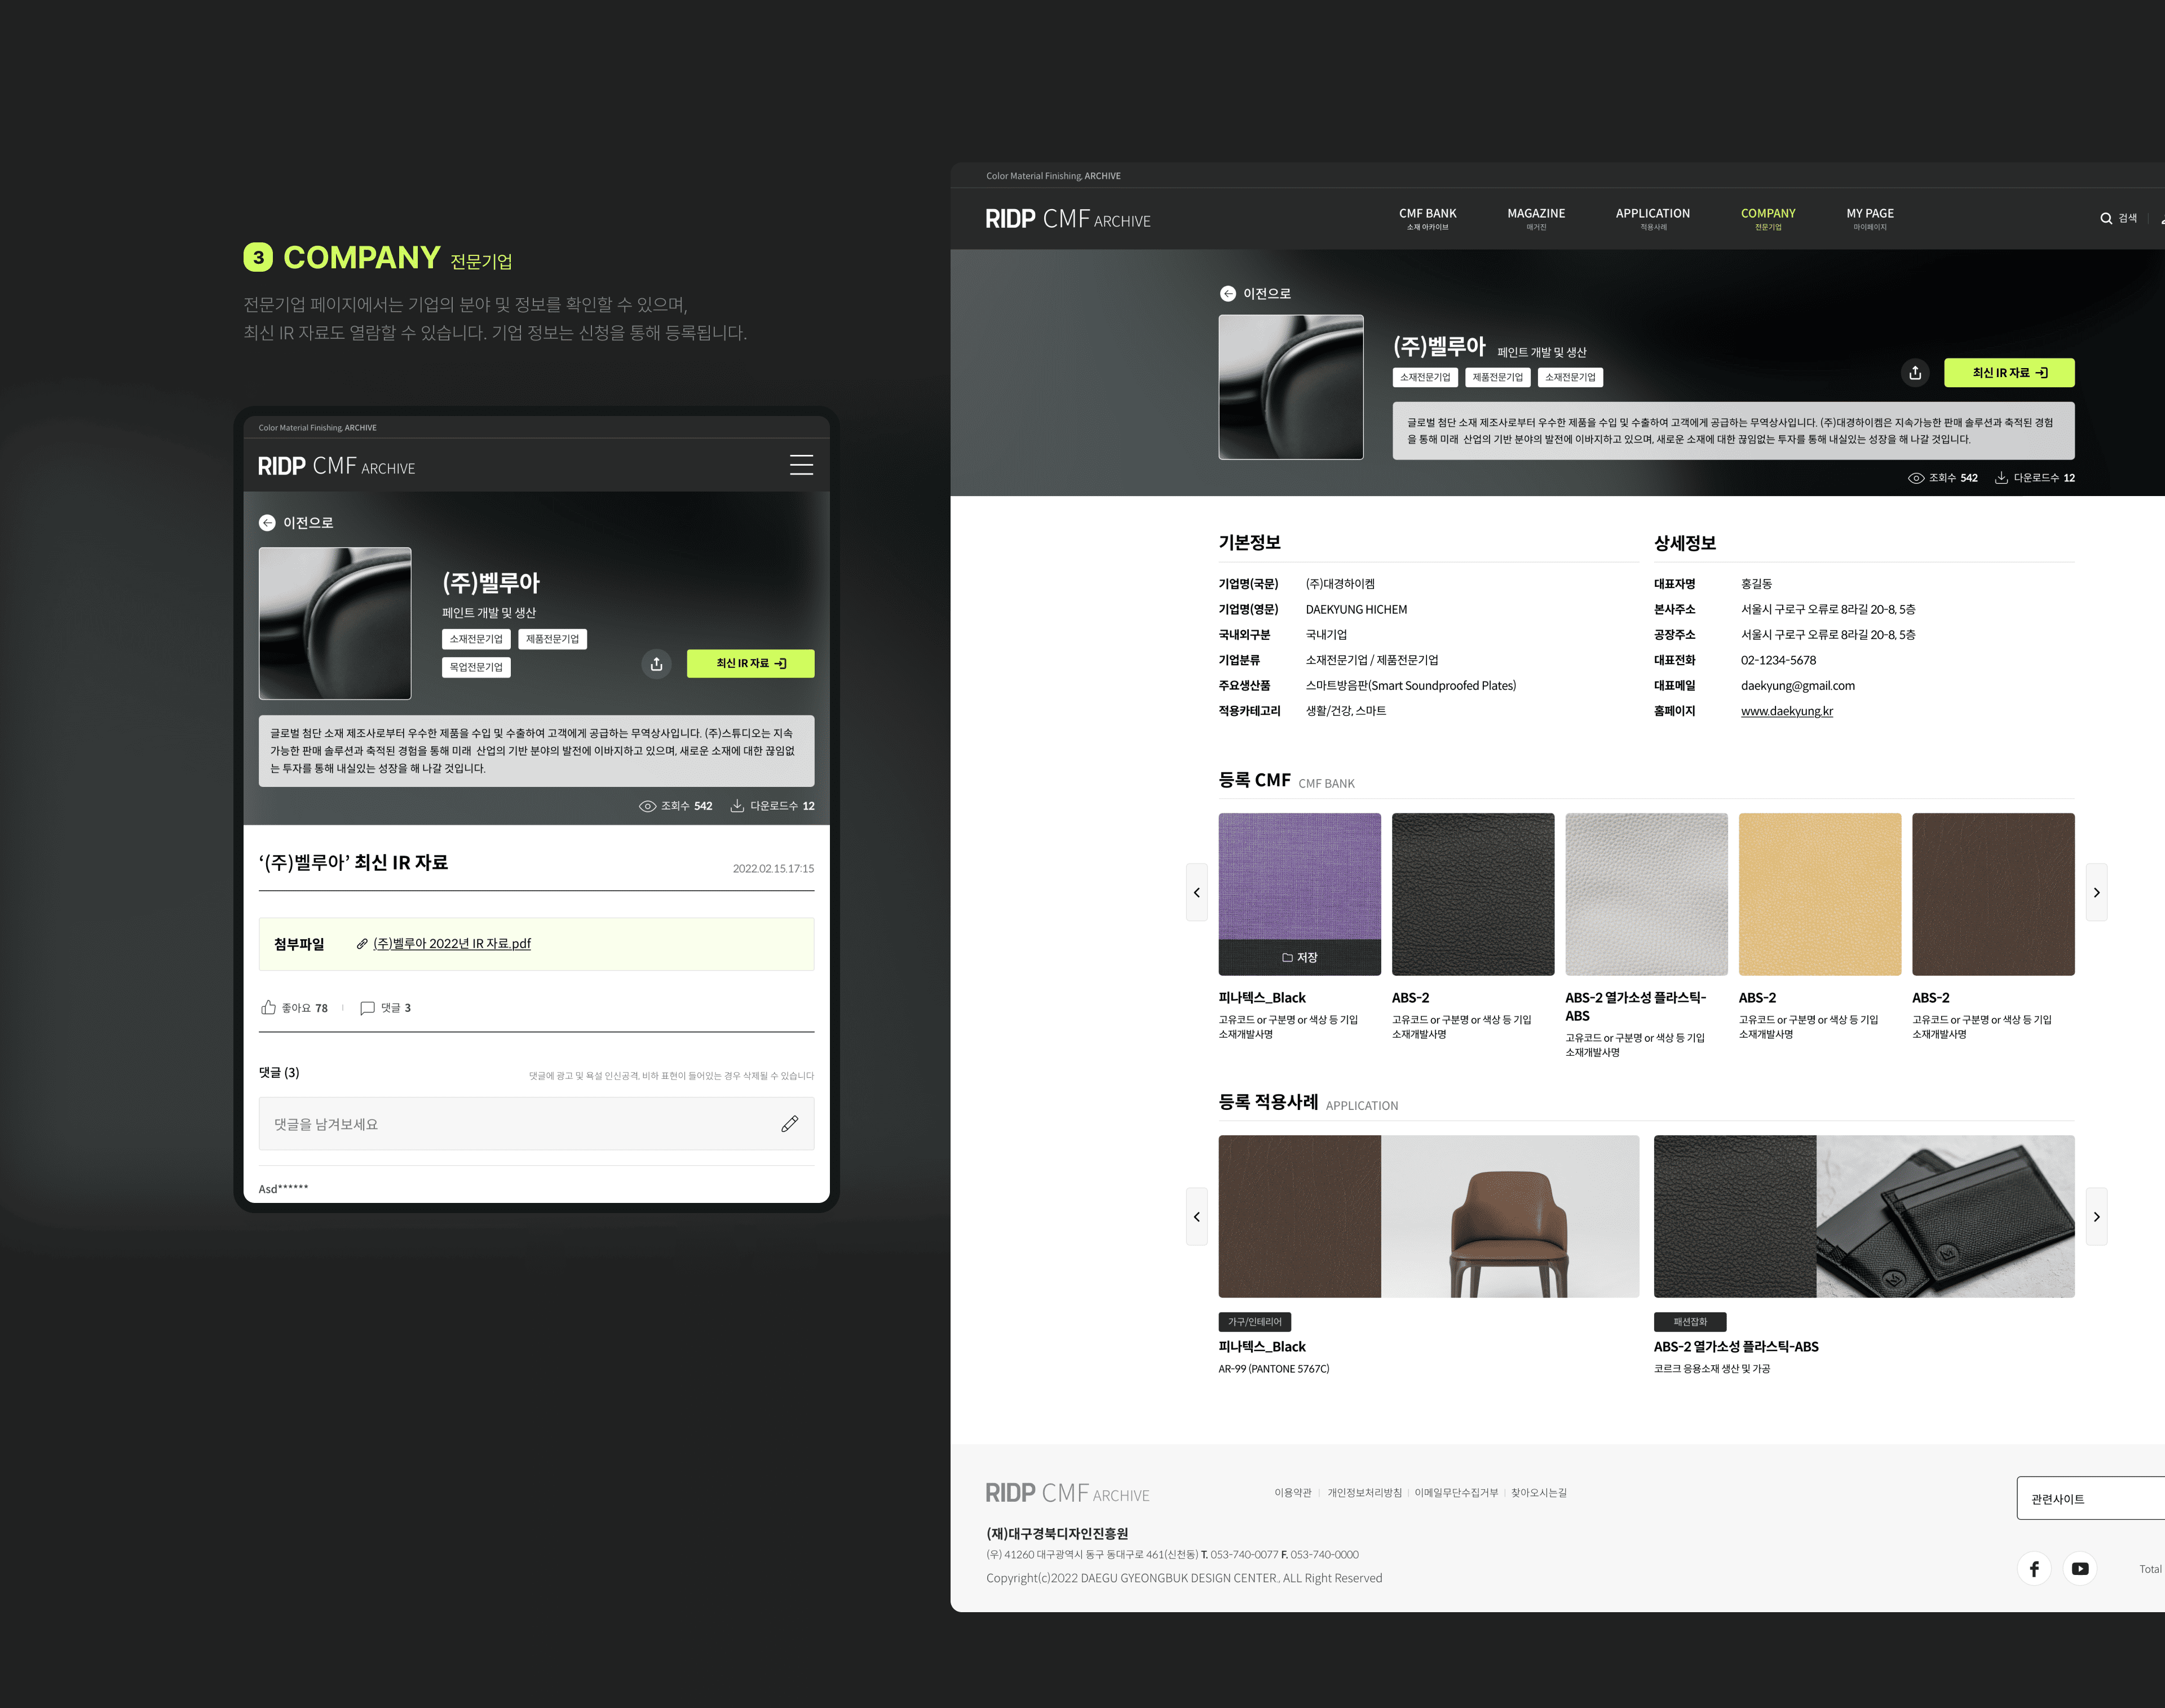 3 COMPANY 전문기업
전문기업 페이지에서는 기업의 분야 및 정보를 확인할 수 있으며,
최신 IR 자료도 열람할 수 있습니다. 기업 정보는 신청을 통해 등록됩니다.
Color Material Finishing, ARCHIVE
RIDP CMF ARCHIVE
이전으로
(주)벨루아
페인트 개발 및 생산
소재전문기업 제품전문기업
목업전문기업
최신 IR 자료
글로벌 첨단 소재 제조사로부터 우수한 제품을 수입 및 수출하여 고객에게 공급하는 무역상사입니다. (주)스튜디오는 지속
가능한 판매 솔루션과 축적된 경험을 통해 미래 산업의 기반 분야의 발전에 이바지하고 있으며, 새로운 소재에 대한 끊임없
는 투자를 통해 내실있는 성장을 해 나갈 것입니다.
조회수 542 다운로드수 12
‘(주)벨루아’ 최신 IR 자료 2022.02.15.17:15
첨부파일 (주)벨루아 2022년 IR 자료.pdf
좋아요 78 댓글 3
댓글 (3) 댓글에 광고 및 욕설 인신공격, 비하 표현이 들어있는 경우 삭제될 수 있습니다
댓글을 남겨보세요
Asd******
Color Material Finishing, ARCHIVE
RIDP CMF ARCHIVE
CMF BANK MAGAZINE APPLICATION COMPANY MY PAGE
소재 아카이브 매거진 적용사례 전문기업 마이페이지
검색
이전으로
(주)벨루아 페인트 개발 및 생산
소재전문기업 제품전문기업 소재전문기업
최신 IR 자료
글로벌 첨단 소재 제조사로부터 우수한 제품을 수입 및 수출하여 고객에게 공급하는 무역상사입니다. (주)대경하이켐은 지속가능한 판매 솔루션과 축적된 경험
을 통해 미래 산업의 기반 분야의 발전에 이바지하고 있으며, 새로운 소재에 대한 끊임없는 투자를 통해 내실있는 성장을 해 나갈 것입니다.
조회수 542 다운로드수 12
기본정보
기업명(국문) (주)대경하이켐
기업명(영문) DAEKYUNG HICHEM
국내외구분 국내기업
기업분류 소재전문기업 / 제품전문기업
주요생산품 스마트방음판(Smart Soundproofed Plates)
적용카테고리 생활/건강, 스마트
상세정보
대표자명 홍길동
본사주소 서울시 구로구 오류로 8라길 20-8, 5층
공장주소 서울시 구로구 오류로 8라길 20-8, 5층
대표전화 02-1234-5678
대표메일 daekyung@gmail.com
홈페이지 www.daekyung.kr
등록 CMF CMF BANK
저장
피나텍스_Black
고유코드 or 구분명 or 색상 등 기입
소재개발사명
ABS-2
고유코드 or 구분명 or 색상 등 기입
소재개발사명
ABS-2 열가소성 플라스틱-
ABS
고유코드 or 구분명 or 색상 등 기입
소재개발사명
ABS-2
고유코드 or 구분명 or 색상 등 기입
소재개발사명
ABS-2
고유코드 or 구분명 or 색상 등 기입
소재개발사명
등록 적용사례 APPLICATION
가구/인테리어
피나텍스_Black
AR-99 (PANTONE 5767C)
패션잡화
ABS-2 열가소성 플라스틱-ABS
코르크 응용소재 생산 및 가공
RIDP CMF ARCHIVE
이용약관 개인정보처리방침 이메일무단수집거부 찾아오시는길
관련사이트
(재)대구경북디자인진흥원
(우) 41260 대구광역시 동구 동대구로 461(신천동) T. 053-740-0077 F. 053-740-0000
Copyright(c)2022 DAEGU GYEONGBUK DESIGN CENTER., ALL Right Reserved
Total